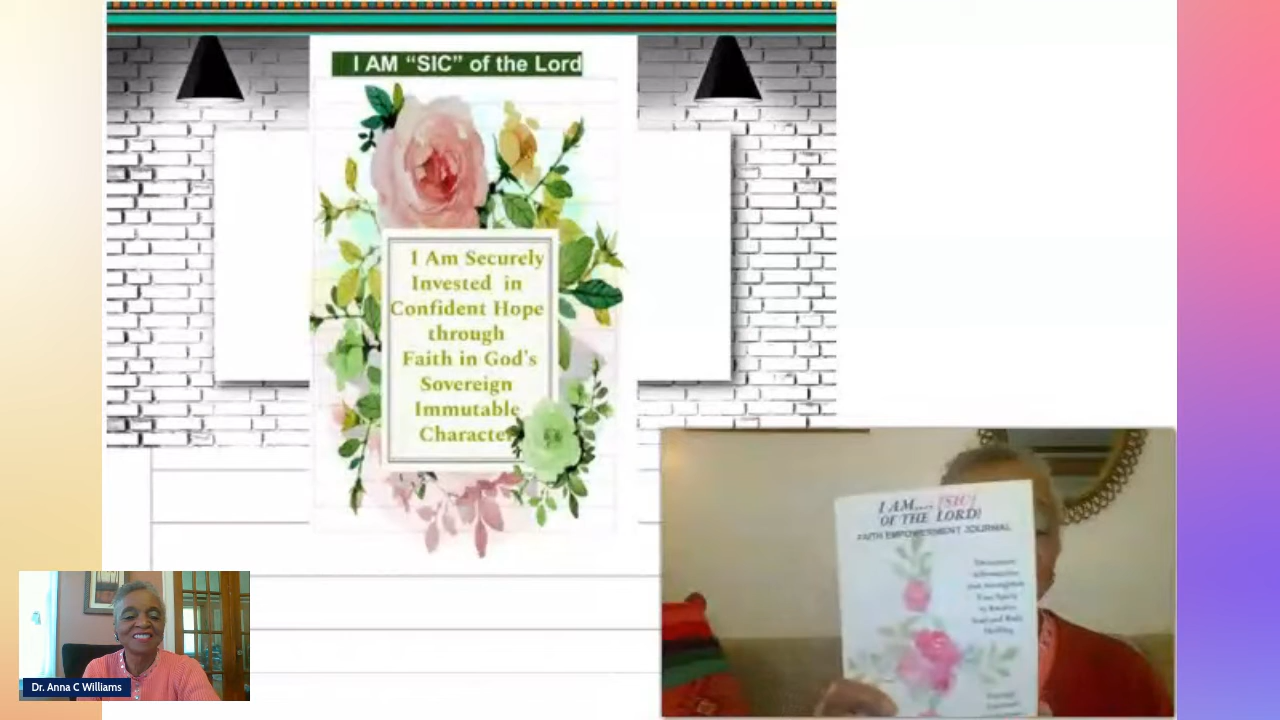 I AM “SIC” of the Lord
I Am Securely
Invested in
Confident Hope
through
Faith in God's
Sovereign
Immutable
Character
I AM.... [SIC]
OF THE LORD!
FAITH EMPOWERMENT JOURNAL
Dr. Anna C Williams